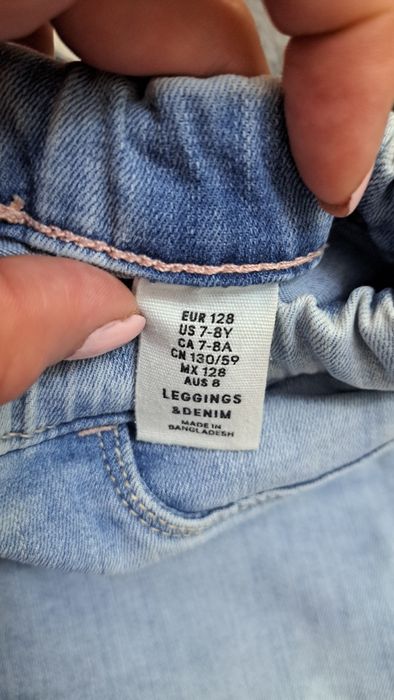 EUR 128
US 7-8Y
CA 7-8A
CN 130/59
MX 128
AUS 8
LEGGINGS
& DENIM
MADE IN
BANGLADESH